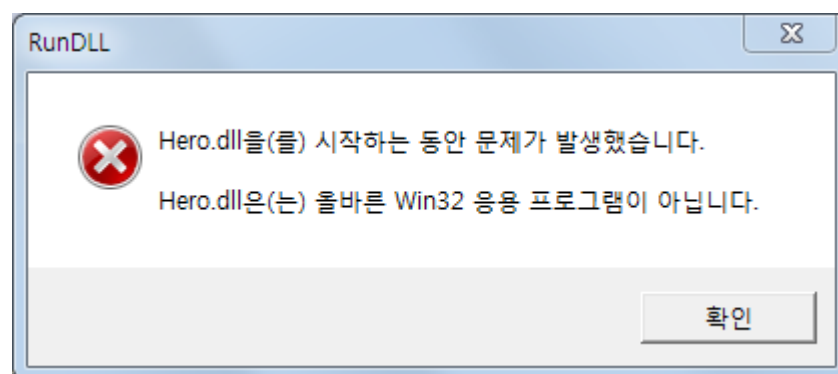 RunDLL
Hero.dll을(를) 시작하는 동안 문제가 발생했습니다.
Hero.dll은(는) 올바른 Win32 응용 프로그램이 아닙니다.
확인